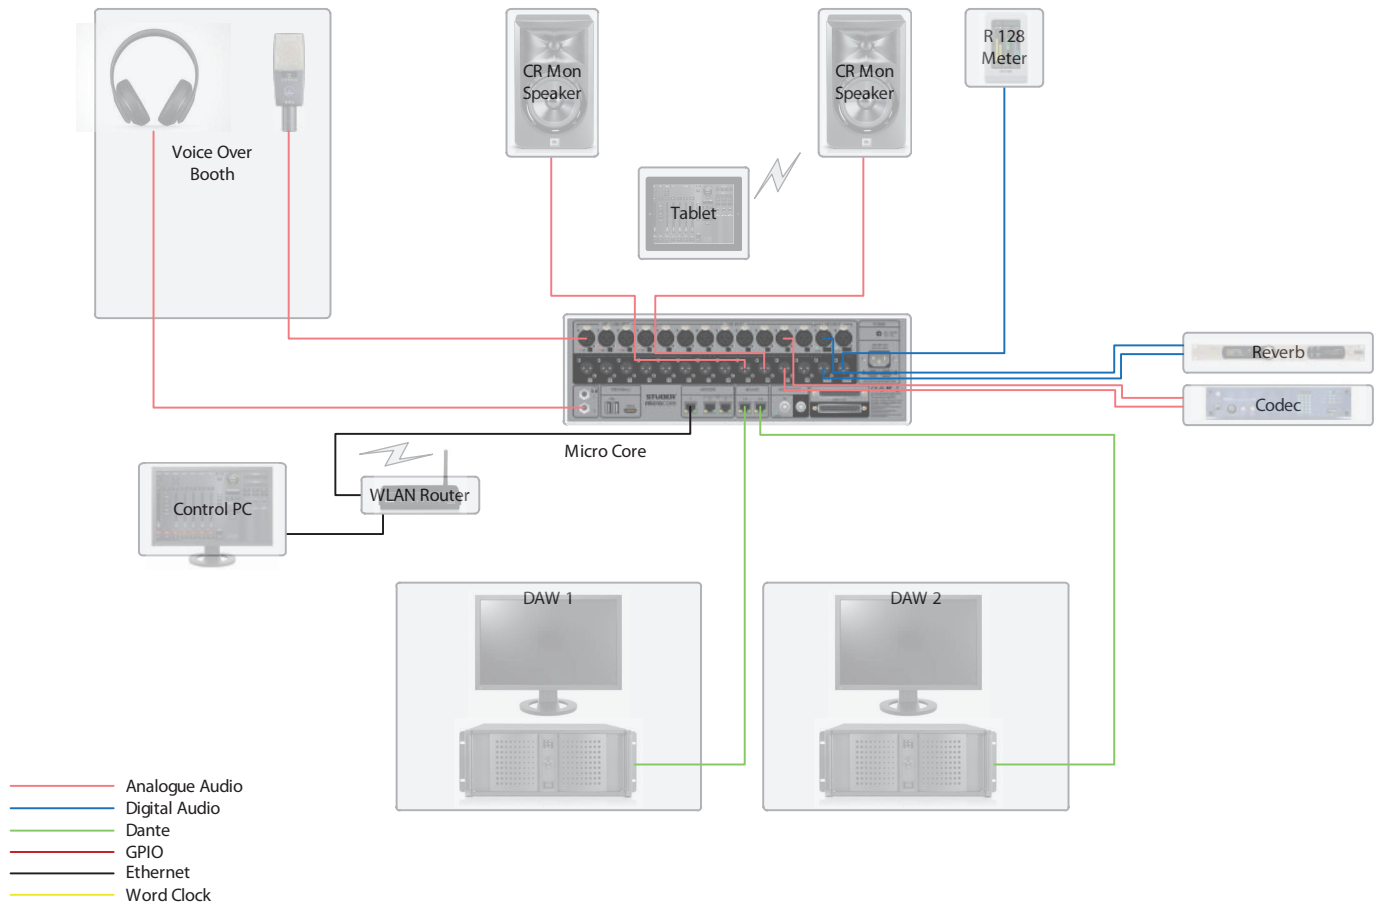 R 128
Meter
CR Mon
Speaker
CR Mon
Speaker
Voice Over
Booth
Tablet
STUDER
Reverb
Codec
Micro Core
WLAN Router
Control PC
DAW 1
DAW 2
Analogue Audio
Digital Audio
Dante
GPIO
Ethernet
Word Clock